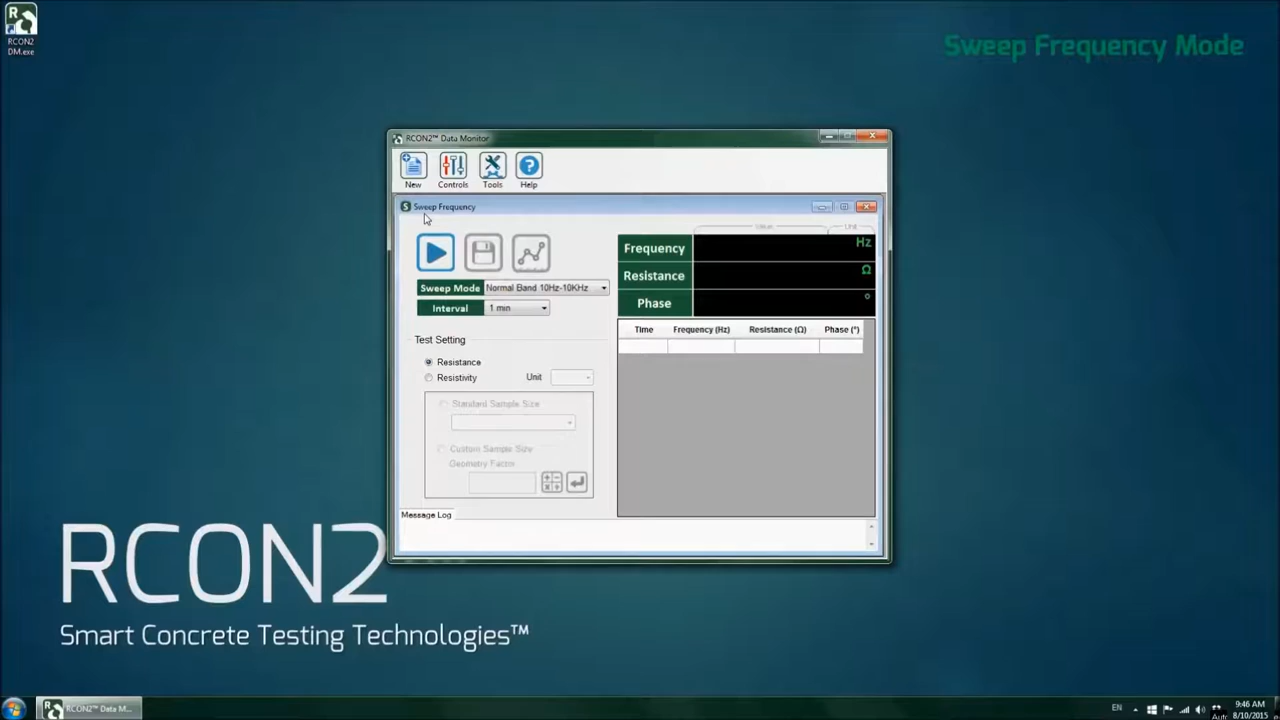 RCON2
DM.exe
Sweep Frequency Mode
RCON2™ Data Monitor
New
Controls
Tools
Help
Sweep Frequency
Value
Unit
Frequency
Hz
Resistance
Ω
Phase
°
Sweep Mode
Normal Band 10Hz-10KHz
Interval
1 min
Time
Frequency (Hz)
Resistance (Ω)
Phase (°)
Test Setting
Resistance
Resistivity
Unit
Standard Sample Size
Custom Sample Size
Geometry Factor
Message Log
RCON2
Smart Concrete Testing Technologies™
RCON2™ Data M...
EN
9:46 AM
8/10/2015